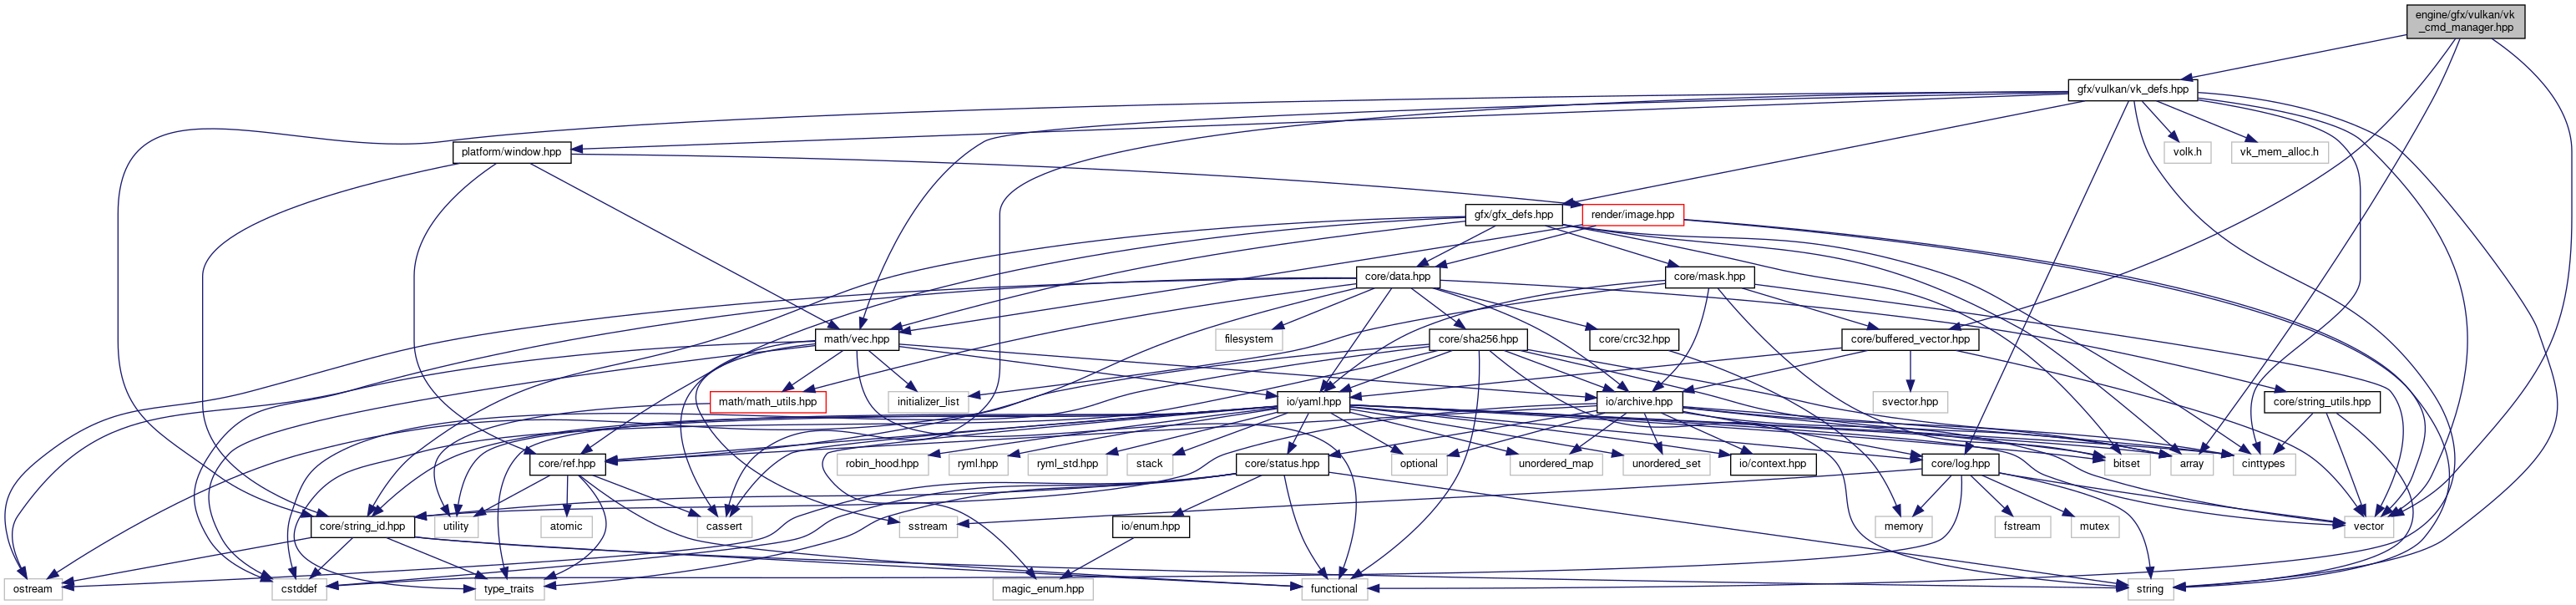 engine/gfx/vulkan/vk
_cmd_manager.hpp
gfx/vulkan/vk_defs.hpp
platform/window.hpp
volk.h
vk_mem_alloc.h
gfx/gfx_defs.hpp
render/image.hpp
core/data.hpp
core/mask.hpp
math/vec.hpp
filesystem
core/sha256.hpp
core/crc32.hpp
core/buffered_vector.hpp
math/math_utils.hpp
initializer_list
io/yaml.hpp
io/archive.hpp
svector.hpp
core/string_utils.hpp
core/ref.hpp
robin_hood.hpp
ryml.hpp
ryml_std.hpp
stack
core/status.hpp
optional
unordered_map
unordered_set
io/context.hpp
core/log.hpp
bitset
array
cinttypes
core/string_id.hpp
utility
atomic
cassert
sstream
io/enum.hpp
memory
fstream
mutex
vector
ostream
cstddef
type_traits
magic_enum.hpp
functional
string